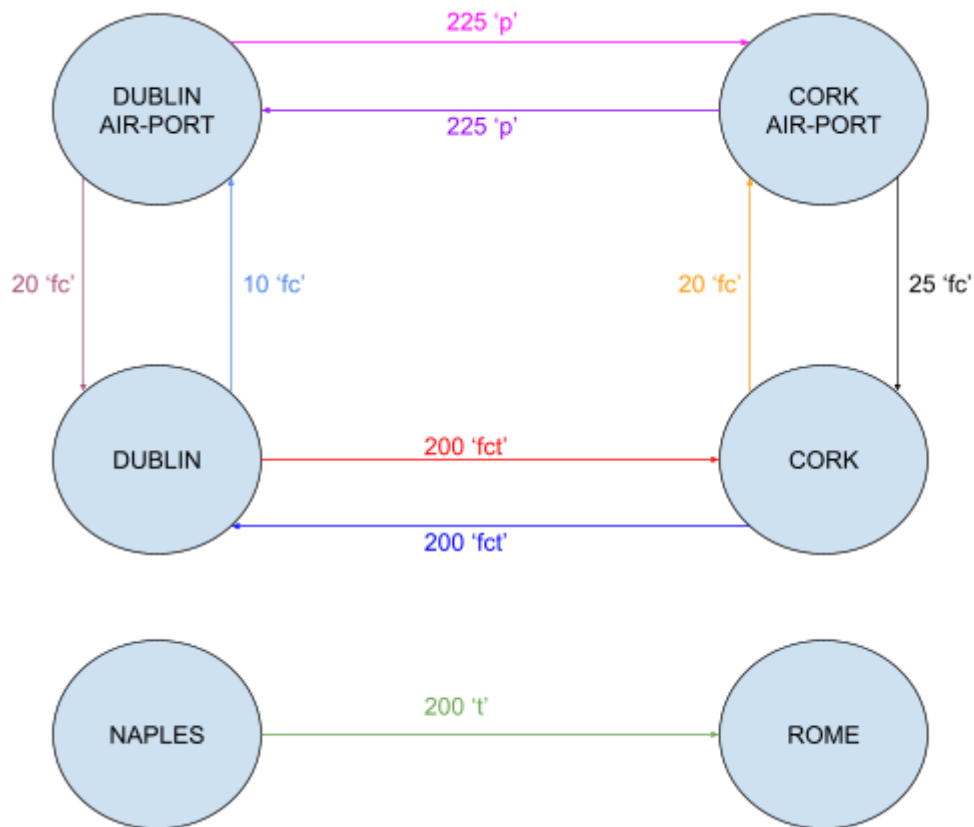 225 ‘p’
DUBLIN
AIR-PORT
CORK
AIR-PORT
225 ‘p’
20 ‘fc’
10 ‘fc’
20 ‘fc’
25 ‘fc’
200 ‘fct’
DUBLIN
CORK
200 ‘fct’
200 ‘t’
NAPLES
ROME